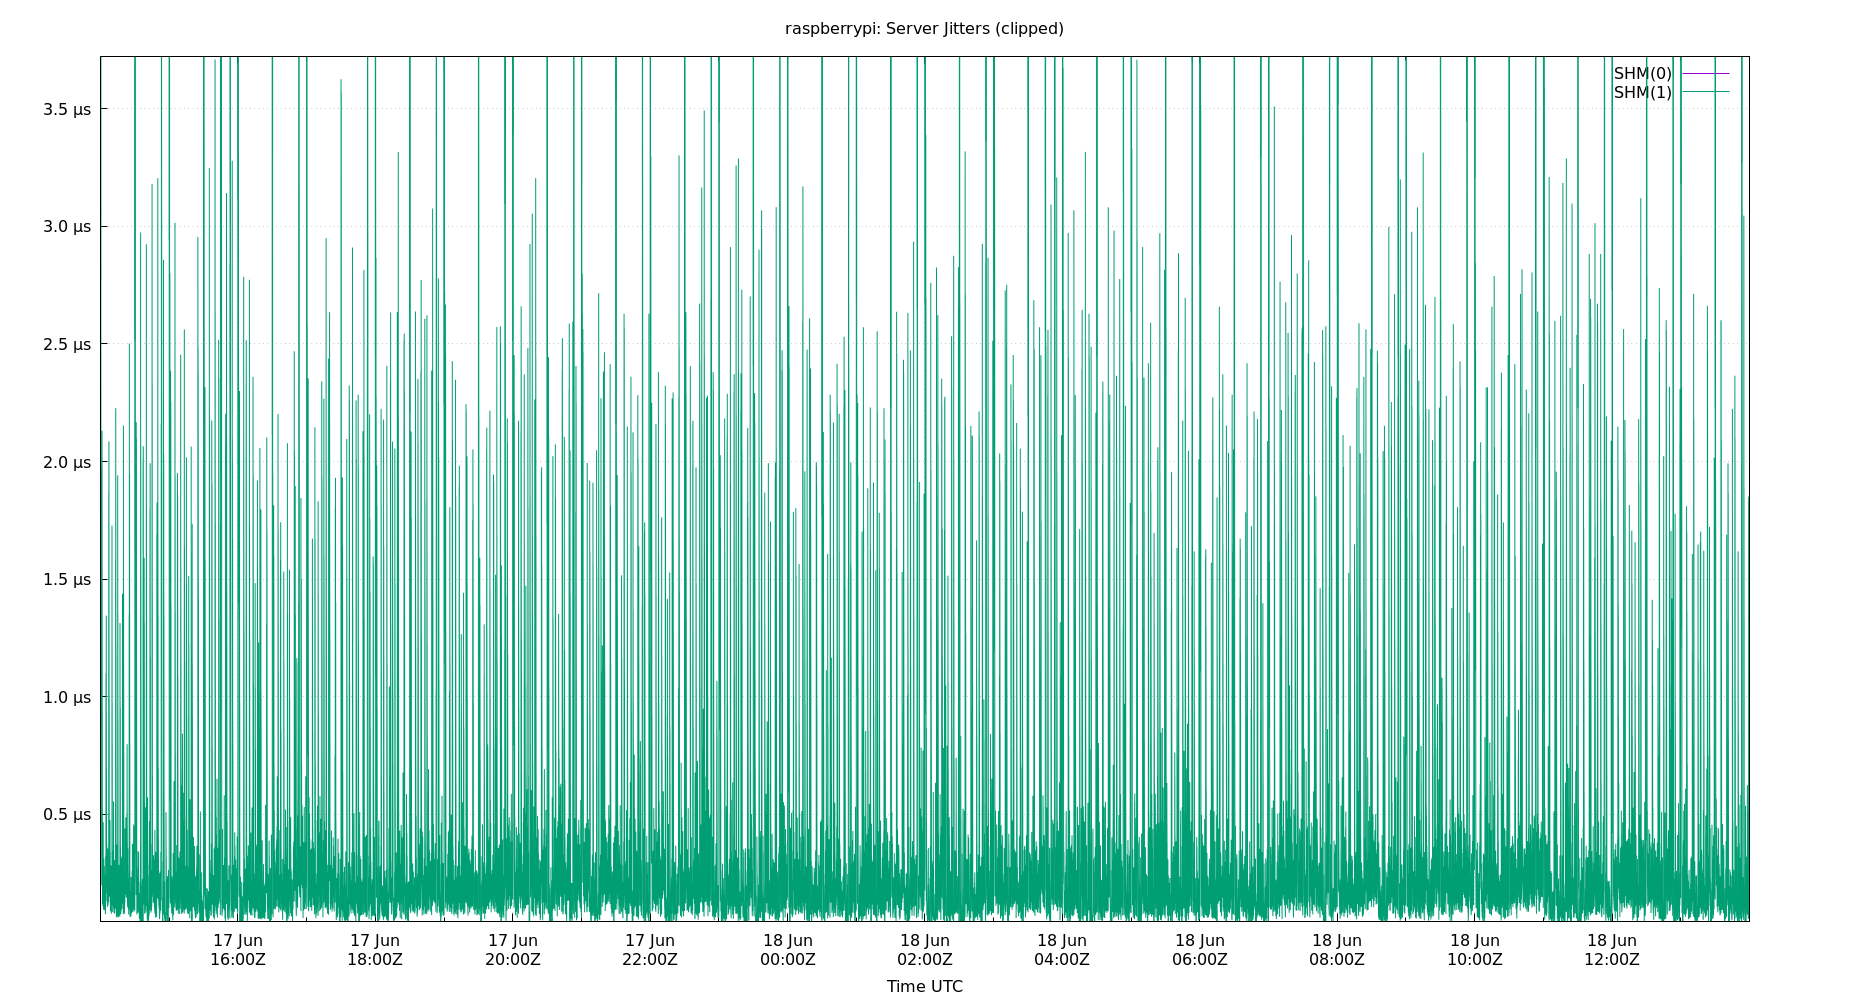 raspberrypi: Server Jitters (clipped)
SHM(0)
SHM(1)
3.5 µs
3.0 µs
2.5 µs
2.0 µs
1.5 µs
1.0 µs
0.5 µs
17 Jun 17 Jun 17 Jun 17 Jun 18 Jun 18 Jun 18 Jun 18 Jun 18 Jun 18 Jun 18 Jun
16:00Z 18:00Z 20:00Z 22:00Z 00:00Z 02:00Z 04:00Z 06:00Z 08:00Z 10:00Z 12:00Z
Time UTC